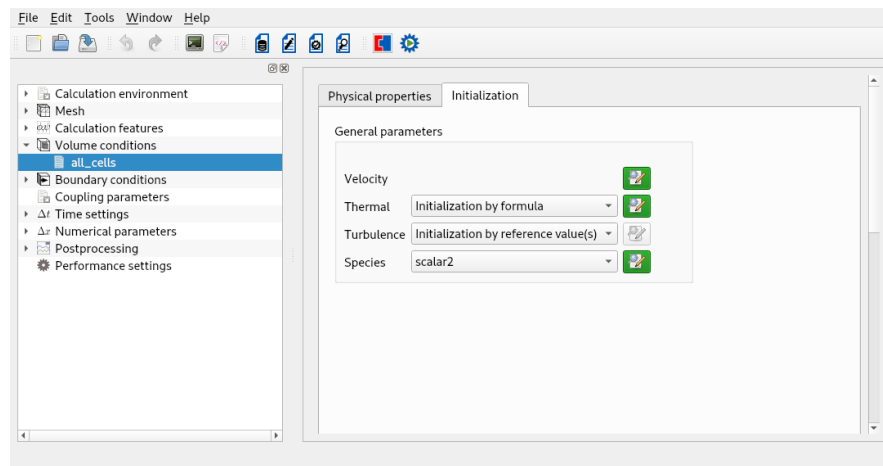 File Edit Tools Window Help
Calculation environment
Mesh
Calculation features
Volume conditions
all_cells
Boundary conditions
Coupling parameters
Δt Time settings
Δx Numerical parameters
Postprocessing
Performance settings
Physical properties Initialization
General parameters
Velocity
Thermal Initialization by formula
Turbulence Initialization by reference value(s)
Species scalar2